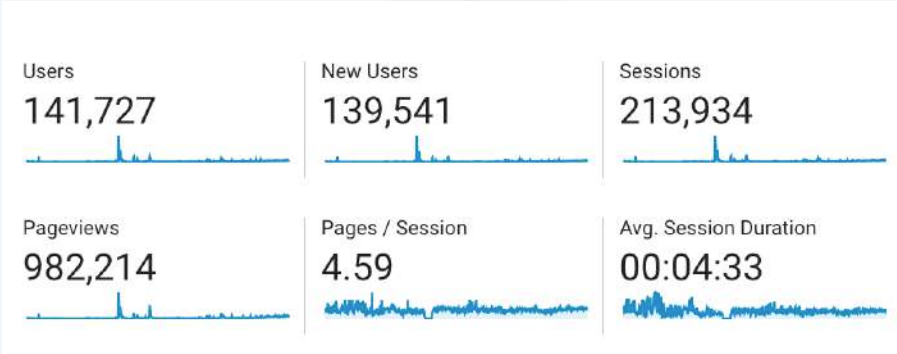 Users
141,727
New Users
139,541
Sessions
213,934
Pageviews
982,214
Pages / Session
4.59
Avg. Session Duration
00:04:33